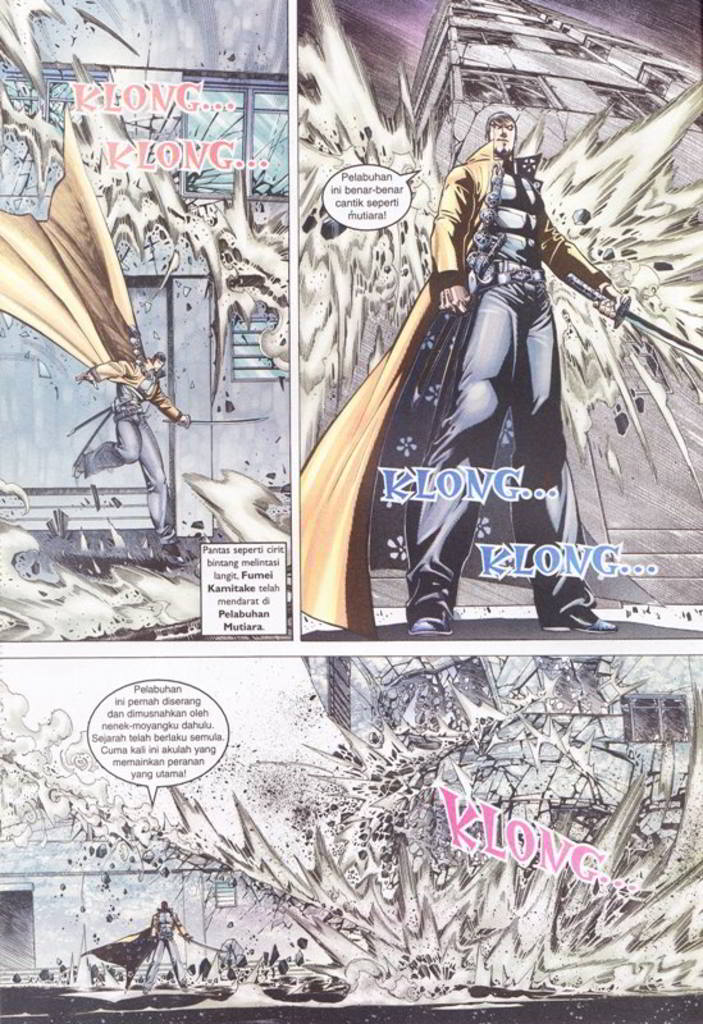 KLONG...
KLONG...
Pantas seperti cirit
bintang melintasi
langit, Fumei
Kamitake telah
mendarat di
Pelabuhan
Mutiara.
Pelabuhan
ini benar-benar
cantik seperti
mutiara!
KLONG...
KLONG...
Pelabuhan
ini pernah diserang
dan dimusnahkan oleh
nenek-moyangku dahulu.
Sejarah telah berlaku semula.
Cuma kali ini akulah yang
memainkan peranan
yang utama!
KLONG...